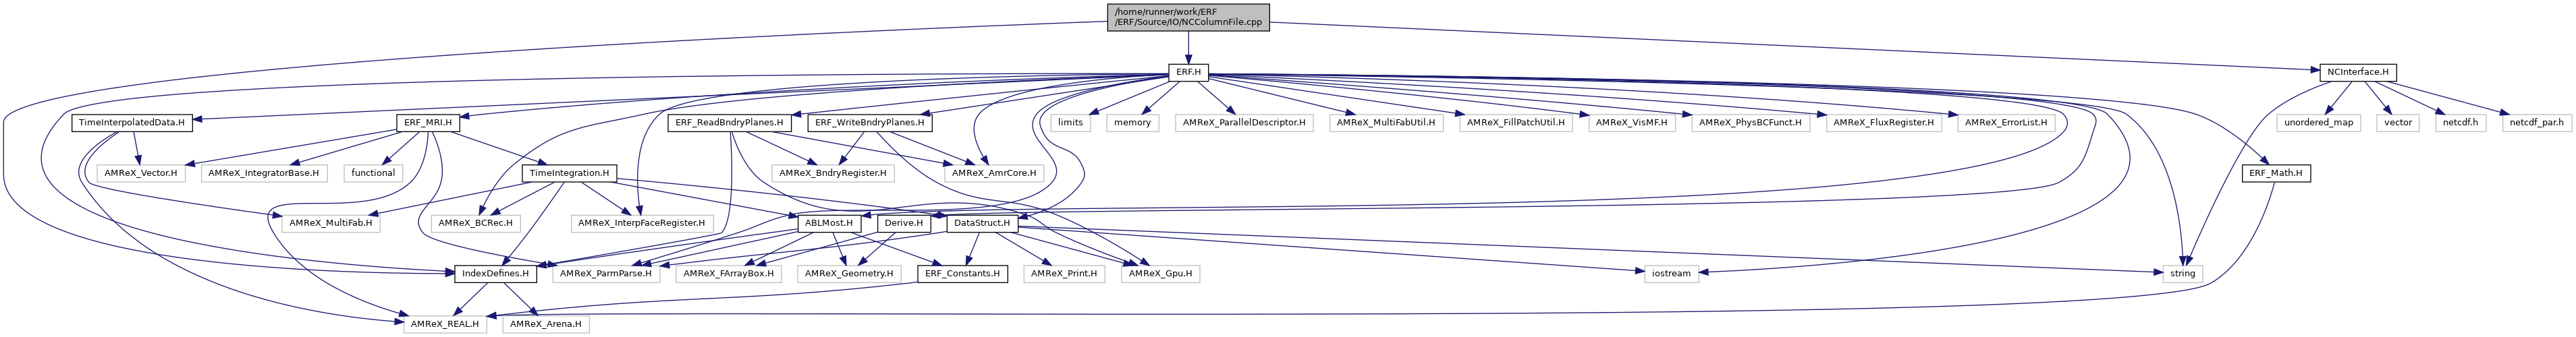 /home/runner/work/ERF
/ERF/Source/IO/NCColumnFile.cpp
ERF.H
NCInterface.H
TimeInterpolatedData.H
ERF_MRI.H
ERF_ReadBndryPlanes.H
ERF_WriteBndryPlanes.H
limits
memory
AMReX_ParallelDescriptor.H
AMReX_MultiFabUtil.H
AMReX_FillPatchUtil.H
AMReX_VisMF.H
AMReX_PhysBCFunct.H
AMReX_FluxRegister.H
AMReX_ErrorList.H
unordered_map
vector
netcdf.h
netcdf_par.h
AMReX_Vector.H
AMReX_IntegratorBase.H
functional
TimeIntegration.H
AMReX_BndryRegister.H
AMReX_AmrCore.H
ERF_Math.H
AMReX_MultiFab.H
AMReX_BCRec.H
AMReX_InterpFaceRegister.H
ABLMost.H
Derive.H
DataStruct.H
IndexDefines.H
AMReX_ParmParse.H
AMReX_FArrayBox.H
AMReX_Geometry.H
ERF_Constants.H
AMReX_Print.H
AMReX_Gpu.H
iostream
string
AMReX_REAL.H
AMReX_Arena.H